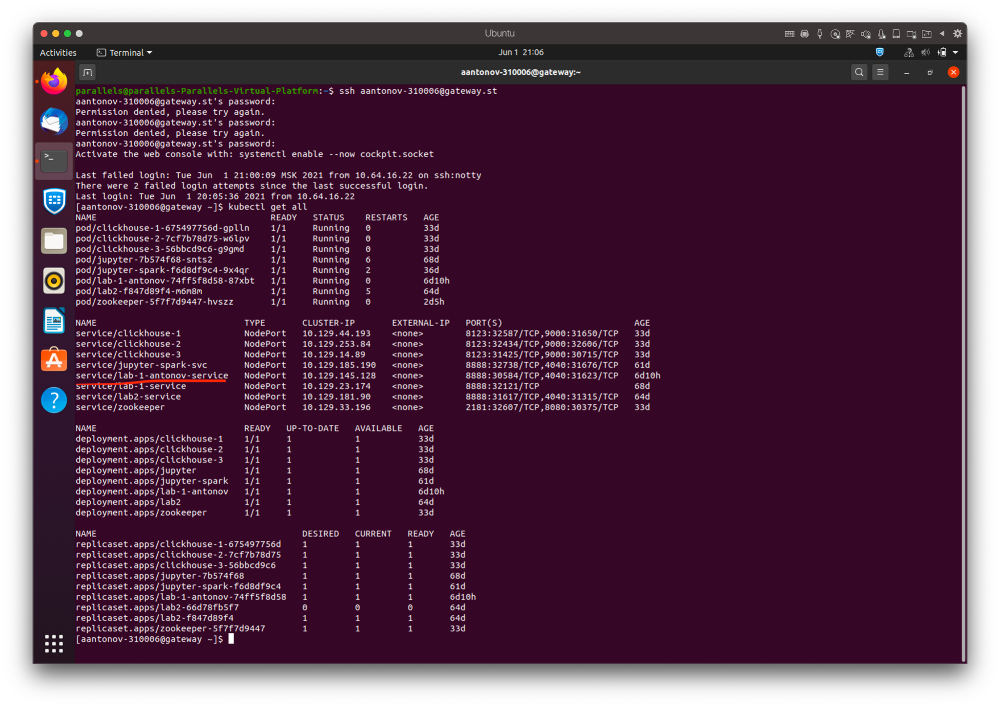 Ubuntu
Activities Terminal Jun 1 21:06
aantonov-310006@gateway:~
parallels@parallels-Parallels-Virtual-Platform:~$ ssh aantonov-310006@gateway.st
aantonov-310006@gateway.st's password:
Permission denied, please try again.
aantonov-310006@gateway.st's password:
Permission denied, please try again.
aantonov-310006@gateway.st's password:
Activate the web console with: systemctl enable --now cockpit.socket
Last failed login: Tue Jun  1 21:00:09 MSK 2021 from 10.64.16.22 on ssh:notty
There were 2 failed login attempts since the last successful login.
Last login: Tue Jun  1 20:05:36 2021 from 10.64.16.22
[aantonov-310006@gateway ~]$ kubectl get all
NAME READY STATUS RESTARTS AGE
pod/clickhouse-1-675497756d-gplln 1/1 Running 0 33d
pod/clickhouse-2-7cf7b78d75-w6lpv 1/1 Running 0 33d
pod/clickhouse-3-56bbcd9c6-g9gmd 1/1 Running 0 33d
pod/jupyter-7b574f68-snts2 1/1 Running 6 68d
pod/jupyter-spark-f6d8df9c4-9x4qr 1/1 Running 2 36d
pod/lab-1-antonov-74ff5f8d58-87xbt 1/1 Running 0 6d10h
pod/lab2-f847d89f4-m6m8m 1/1 Running 5 64d
pod/zookeeper-5f7f7d9447-hvszz 1/1 Running 0 2d5h
NAME TYPE CLUSTER-IP EXTERNAL-IP PORT(S) AGE
service/clickhouse-1 NodePort 10.129.44.193 <none> 8123:32587/TCP,9000:31650/TCP 33d
service/clickhouse-2 NodePort 10.129.253.84 <none> 8123:32434/TCP,9000:32606/TCP 33d
service/clickhouse-3 NodePort 10.129.14.89 <none> 8123:31425/TCP,9000:30715/TCP 33d
service/jupyter-spark-svc NodePort 10.129.185.190 <none> 8888:32738/TCP,4040:31676/TCP 61d
service/lab-1-antonov-service NodePort 10.129.145.128 <none> 8888:30584/TCP,4040:31623/TCP 6d10h
service/lab-1-service NodePort 10.129.23.174 <none> 8888:32121/TCP 68d
service/lab2-service NodePort 10.129.181.90 <none> 8888:31617/TCP,4040:31315/TCP 64d
service/zookeeper NodePort 10.129.33.196 <none> 2181:32607/TCP,8080:30375/TCP 33d
NAME READY UP-TO-DATE AVAILABLE AGE
deployment.apps/clickhouse-1 1/1 1 1 33d
deployment.apps/clickhouse-2 1/1 1 1 33d
deployment.apps/clickhouse-3 1/1 1 1 33d
deployment.apps/jupyter 1/1 1 1 68d
deployment.apps/jupyter-spark 1/1 1 1 61d
deployment.apps/lab-1-antonov 1/1 1 1 6d10h
deployment.apps/lab2 1/1 1 1 64d
deployment.apps/zookeeper 1/1 1 1 33d
NAME DESIRED CURRENT READY AGE
replicaset.apps/clickhouse-1-675497756d 1 1 1 33d
replicaset.apps/clickhouse-2-7cf7b78d75 1 1 1 33d
replicaset.apps/clickhouse-3-56bbcd9c6 1 1 1 33d
replicaset.apps/jupyter-7b574f68 1 1 1 68d
replicaset.apps/jupyter-spark-f6d8df9c4 1 1 1 61d
replicaset.apps/lab-1-antonov-74ff5f8d58 1 1 1 6d10h
replicaset.apps/lab2-66d78fb5f7 0 0 0 64d
replicaset.apps/lab2-f847d89f4 1 1 1 64d
replicaset.apps/zookeeper-5f7f7d9447 1 1 1 33d
[aantonov-310006@gateway ~]$